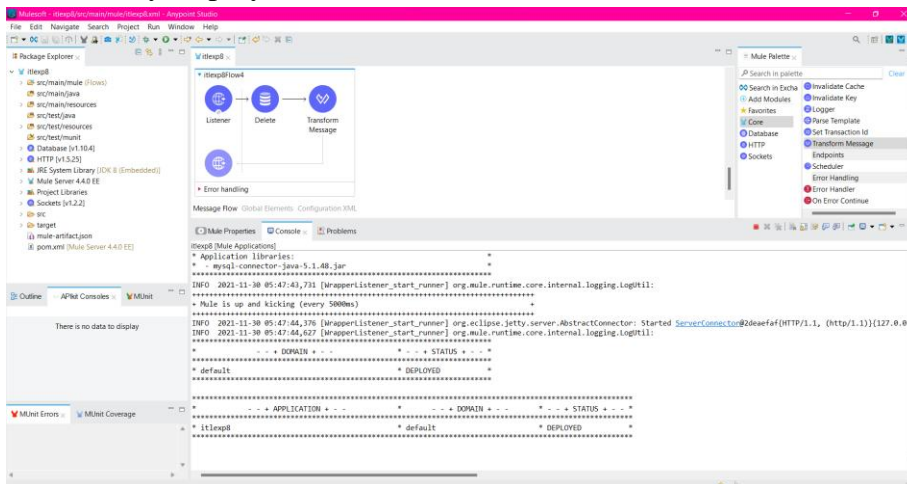 Mulesoft - itlexp8/src/main/mule/itlexp8.xml - Anypoint Studio
File Edit Navigate Search Project Run Window Help
Package Explorer
itlexp8
src/main/mule (Flows)
src/main/java
src/main/resources
src/test/java
src/test/resources
src/test/munit
Database [v1.10.4]
HTTP [v1.5.25]
JRE System Library [JDK 8 (Embedded)]
Mule Server 4.4.0 EE
Project Libraries
Sockets [v1.2.2]
src
target
mule-artifact.json
pom.xml [Mule Server 4.4.0 EE]
Outline APIkit Consoles MUnit
There is no data to display
MUnit Errors MUnit Coverage
itlexp8
itlexp8Flow4
Listener Delete Transform
Message
Error handling
Message Flow Global Elements Configuration XML
Mule Palette
Search in palette Clear
Search in Excha
Add Modules
Favorites
Core
Database
HTTP
Sockets
Invalidate Cache
Invalidate Key
Logger
Parse Template
Set Transaction Id
Transform Message
Endpoints
Scheduler
Error Handling
Error Handler
On Error Continue
Mule Properties Console Problems
itlexp8 [Mule Applications]
* Application libraries: *
* - mysql-connector-java-5.1.48.jar *
INFO 2021-11-30 05:47:43,731 [WrapperListener_start_runner] org.mule.runtime.core.internal.logging.LogUtil:
+ Mule is up and kicking (every 5000ms) +
INFO 2021-11-30 05:47:44,376 [WrapperListener_start_runner] org.eclipse.jetty.server.AbstractConnector: Started ServerConnector@2deaefaf{HTTP/1.1, (http/1.1)}{127.0.0
INFO 2021-11-30 05:47:44,627 [WrapperListener_start_runner] org.mule.runtime.core.internal.logging.LogUtil:
* - - + DOMAIN + - - * - - + STATUS + - - *
* default * DEPLOYED *
* - - + APPLICATION + - - * - - + DOMAIN + - - * - - + STATUS + - - *
* itlexp8 * default * DEPLOYED *